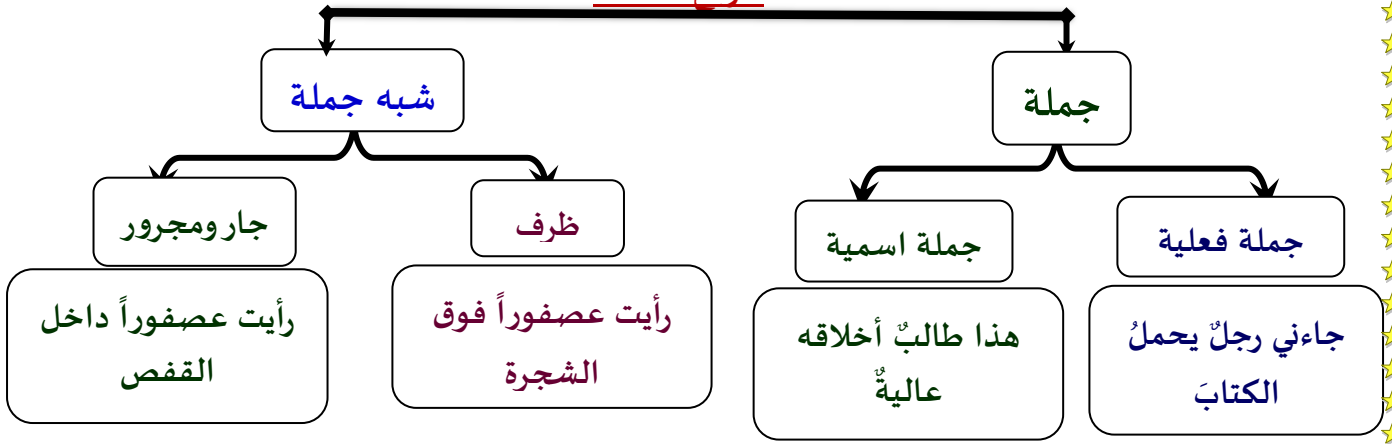 جملة
شبه جملة
جملة فعلية
جملة اسمية
ظرف
جار ومجرور
جاءني رجلٌ يحملُ
الكتابَ
هذا طالبٌ أخلاقه
عاليةٌ
رأيت عصفوراً فوق
الشجرة
رأيت عصفوراً داخل
القفص